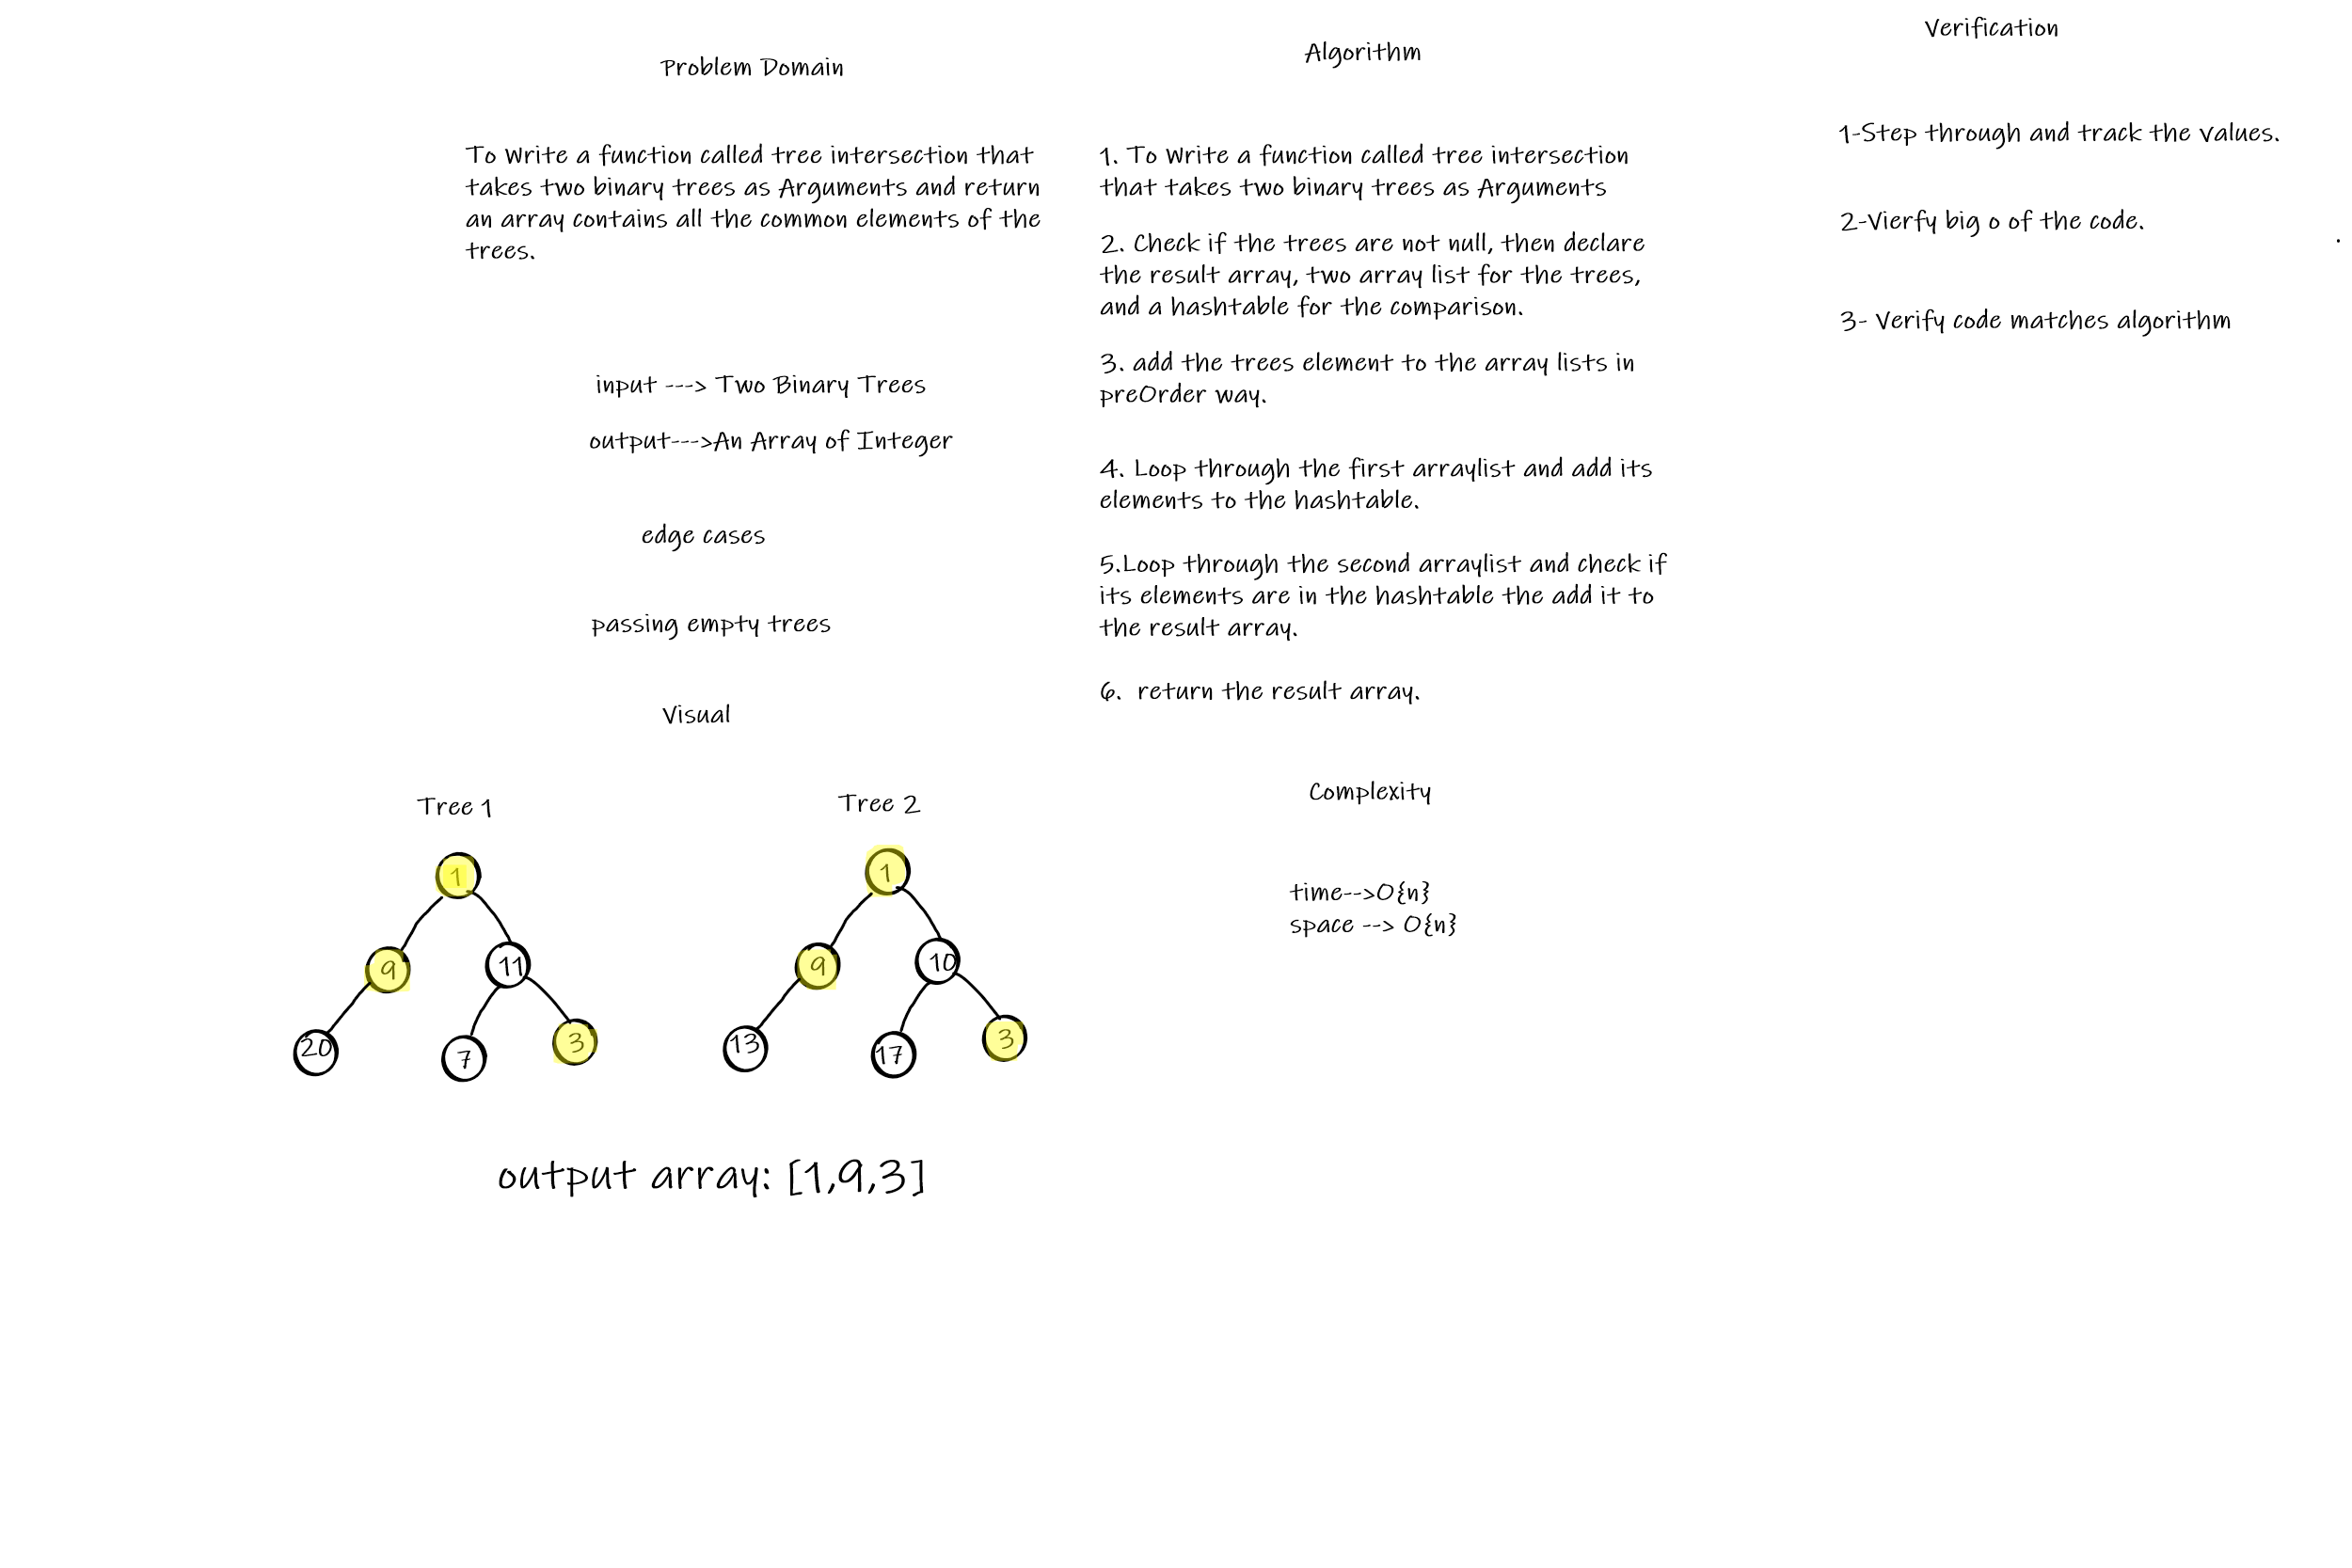 Problem Domain
To Write a function called tree intersection that
takes two binary trees as Arguments and return
an array contains all the common elements of the
trees.
input ---> Two Binary Trees
output--->An Array of Integer
edge cases
passing empty trees
Visual
Tree 1
1
9
11
20
7
3
Tree 2
1
9
10
13
17
3
output array: [1,9,3]
Algorithm
1. To Write a function called tree intersection
that takes two binary trees as Arguments
2. Check if the trees are not null, then declare
the result array, two array list for the trees,
and a hashtable for the comparison.
3. add the trees element to the array lists in
preOrder way.
4. Loop through the first arraylist and add its
elements to the hashtable.
5.Loop through the second arraylist and check if
its elements are in the hashtable the add it to
the result array.
6. return the result array.
Complexity
time-->O{n}
space --> O{n}
Verification
1-Step through and track the values.
2-Vierfy big o of the code.
3- Verify code matches algorithm